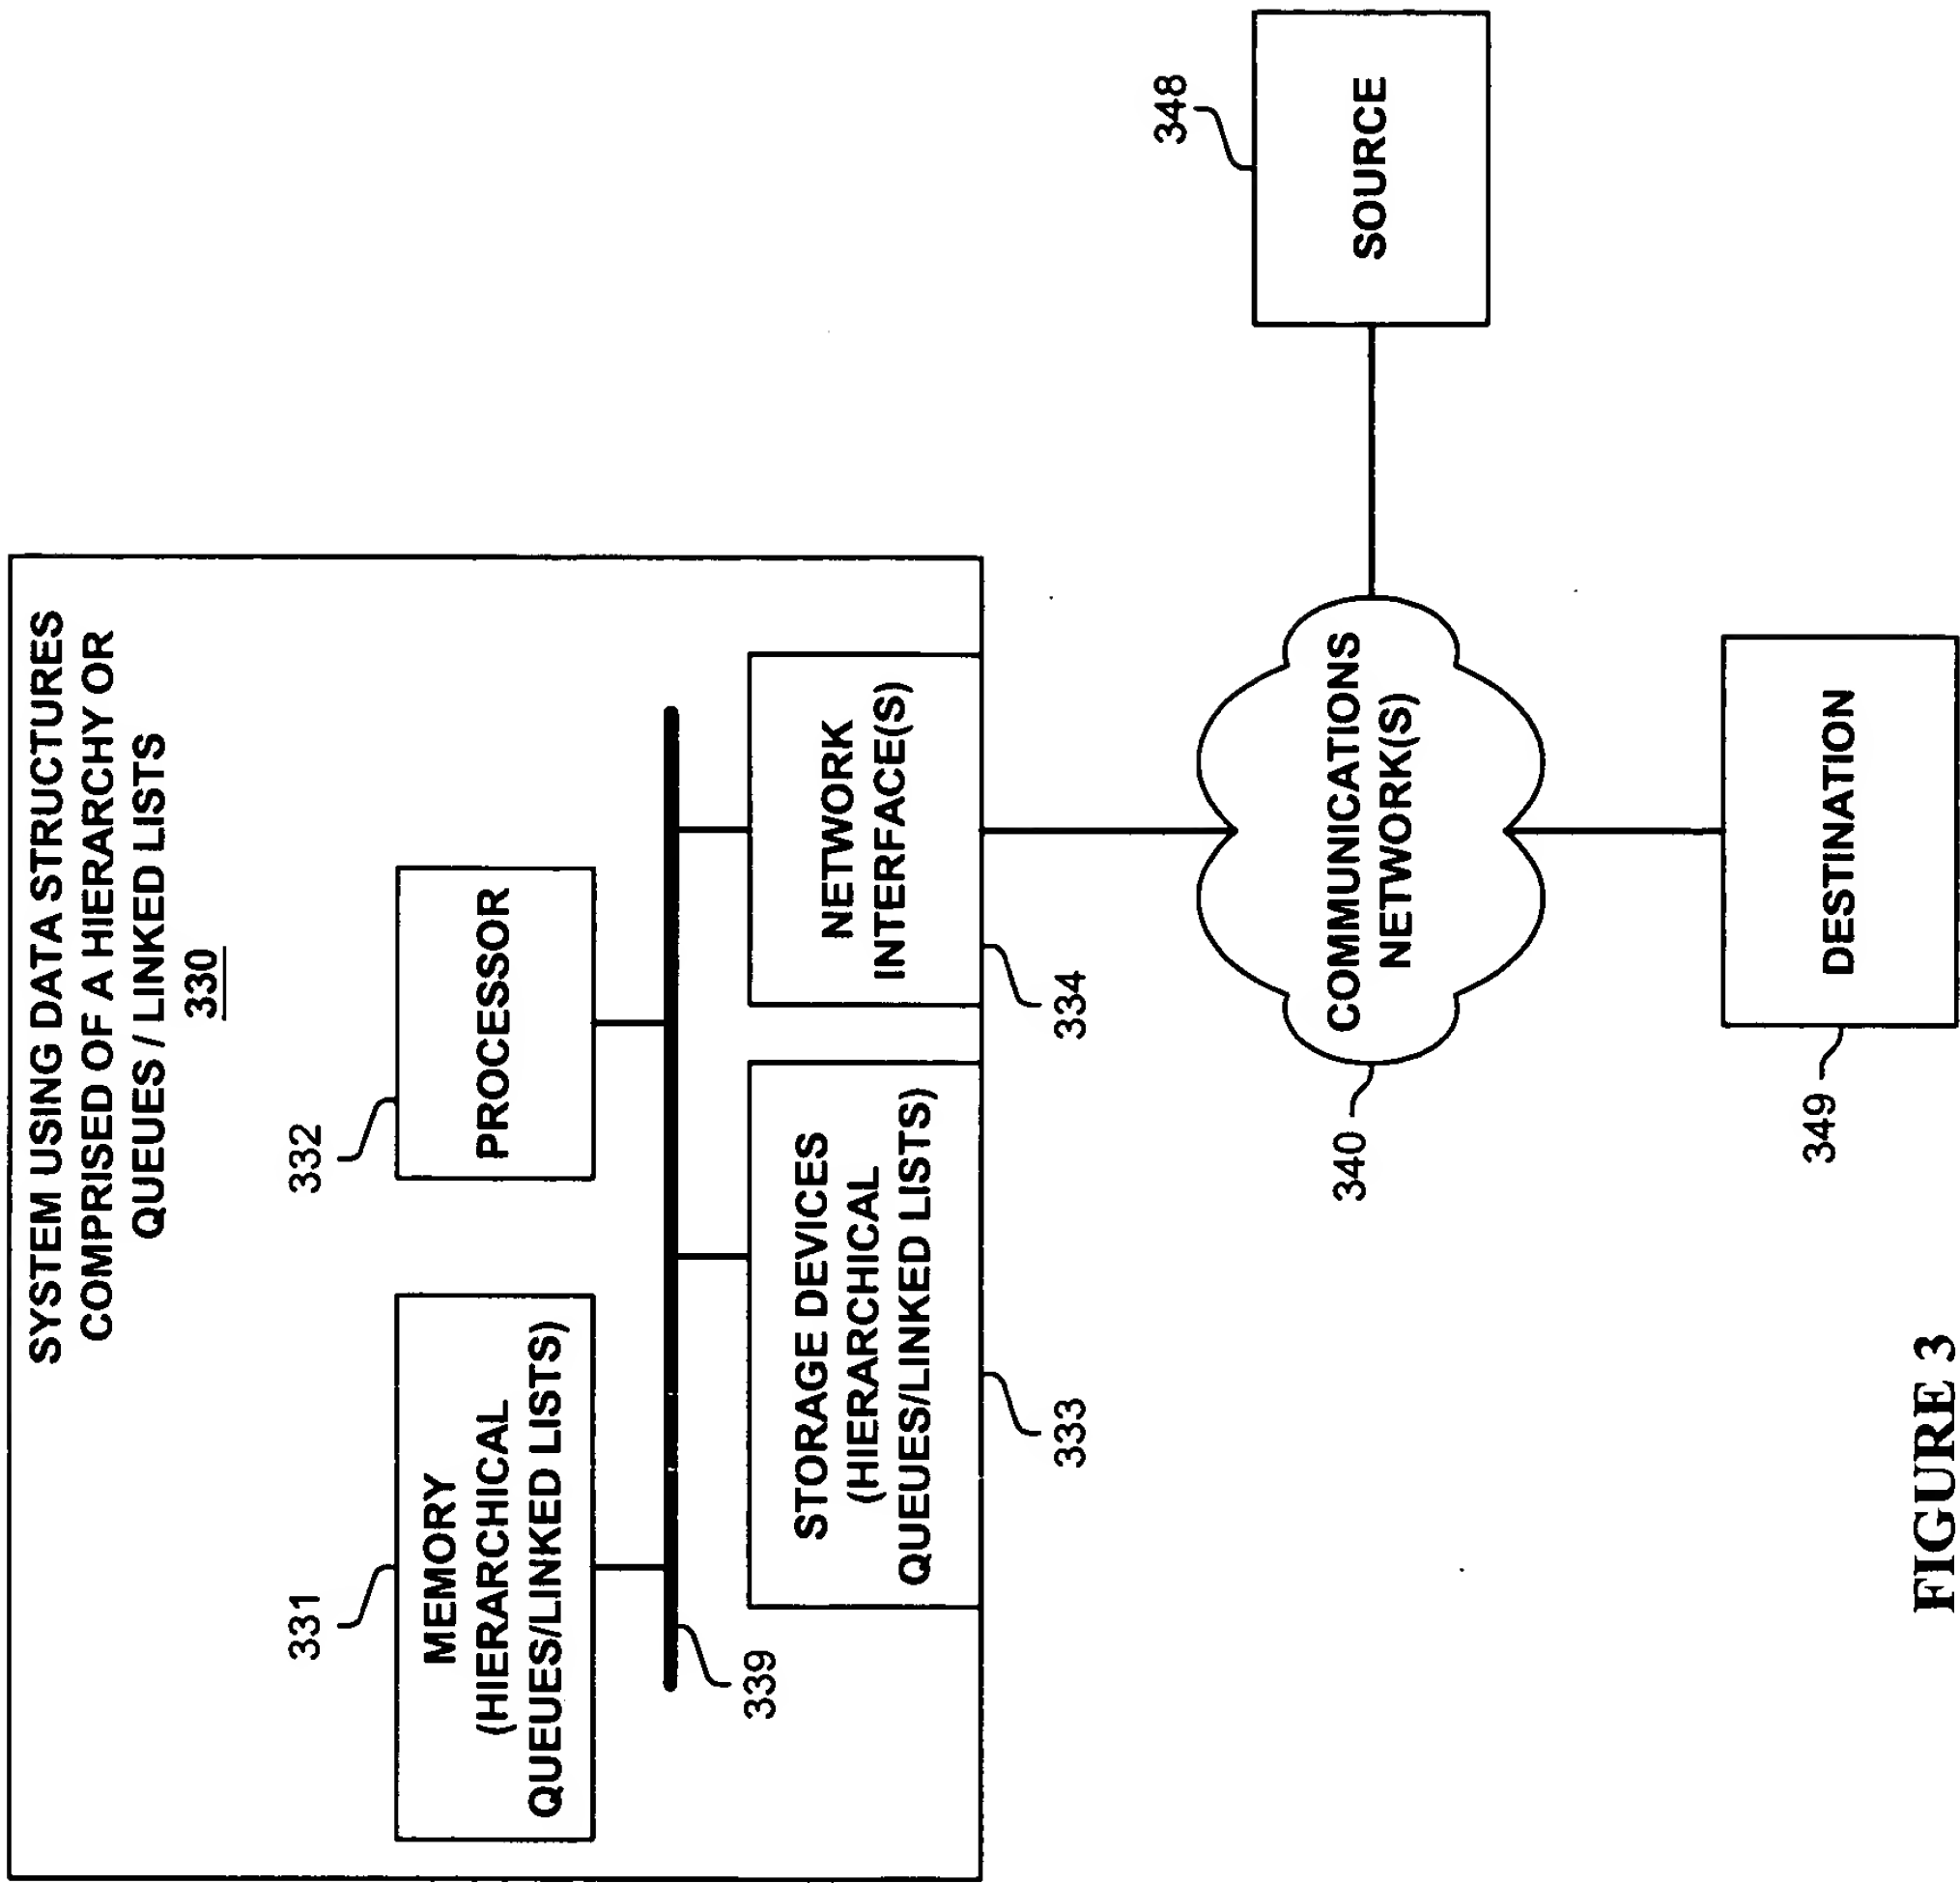 SYSTEM USING DATA STRUCTURES
COMPRISED OF A HIERARCHY OR
QUEUES / LINKED LISTS
330
331
332
MEMORY
(HIERARCHICAL
QUEUES/LINKED LISTS)
PROCESSOR
339
STORAGE DEVICES
(HIERARCHICAL
QUEUES/LINKED LISTS)
NETWORK
INTERFACE(S)
333
334
348
COMMUNICATIONS
NETWORK(S)
340
SOURCE
349
DESTINATION
FIGURE 3